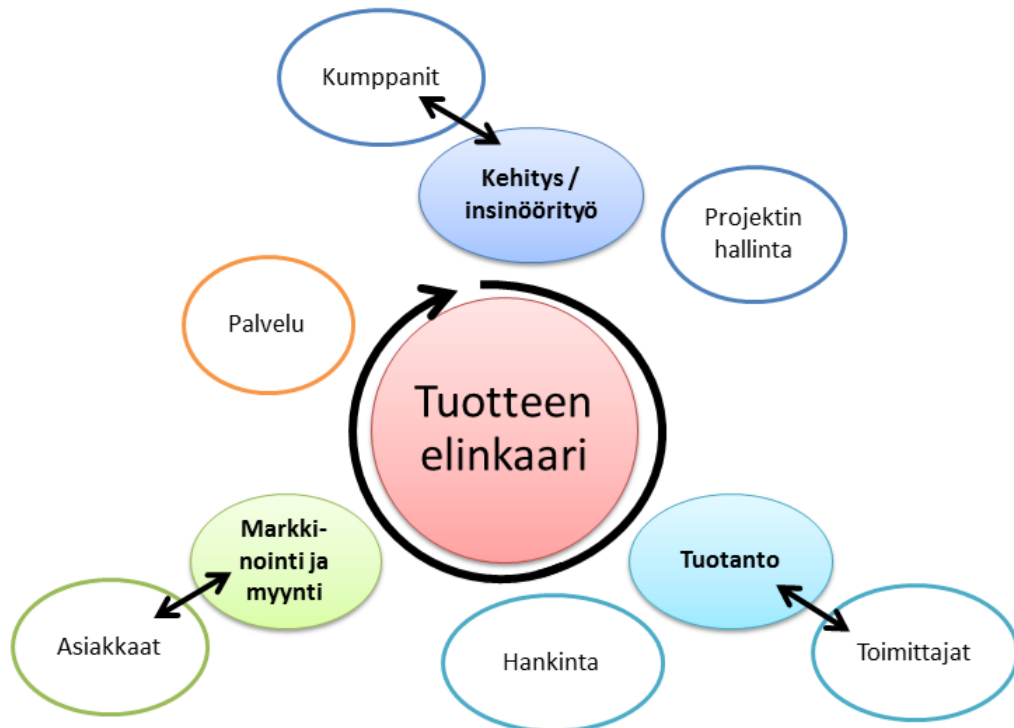 Kumppanit
Kehitys /
insinöörityö
Projektin
hallinta
Palvelu
Tuotteen
elinkaari
Markki-
nointi ja
myynti
Tuotanto
Asiakkaat
Hankinta
Toimittajat